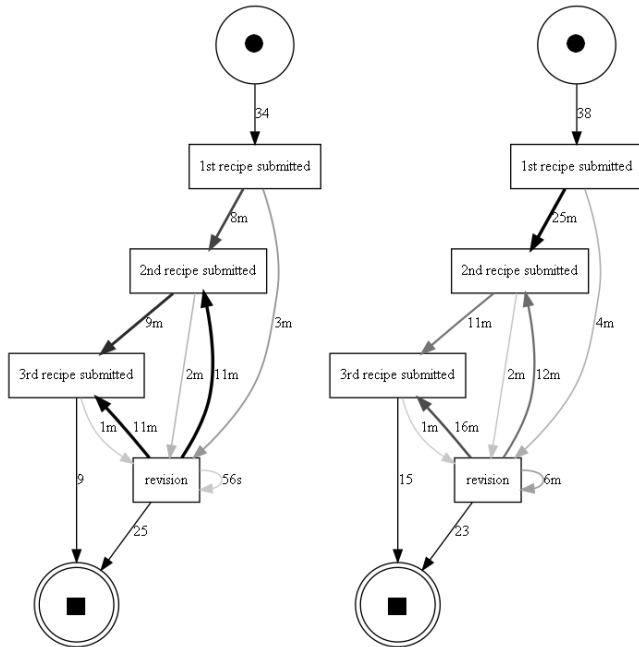 34
38
1st recipe submitted
1st recipe submitted
8m
25m
2nd recipe submitted
2nd recipe submitted
9m
3m
11m
4m
2m
11m
2m
12m
3rd recipe submitted
3rd recipe submitted
1m
11m
1m
16m
9
revision
56s
15
revision
6m
25
23